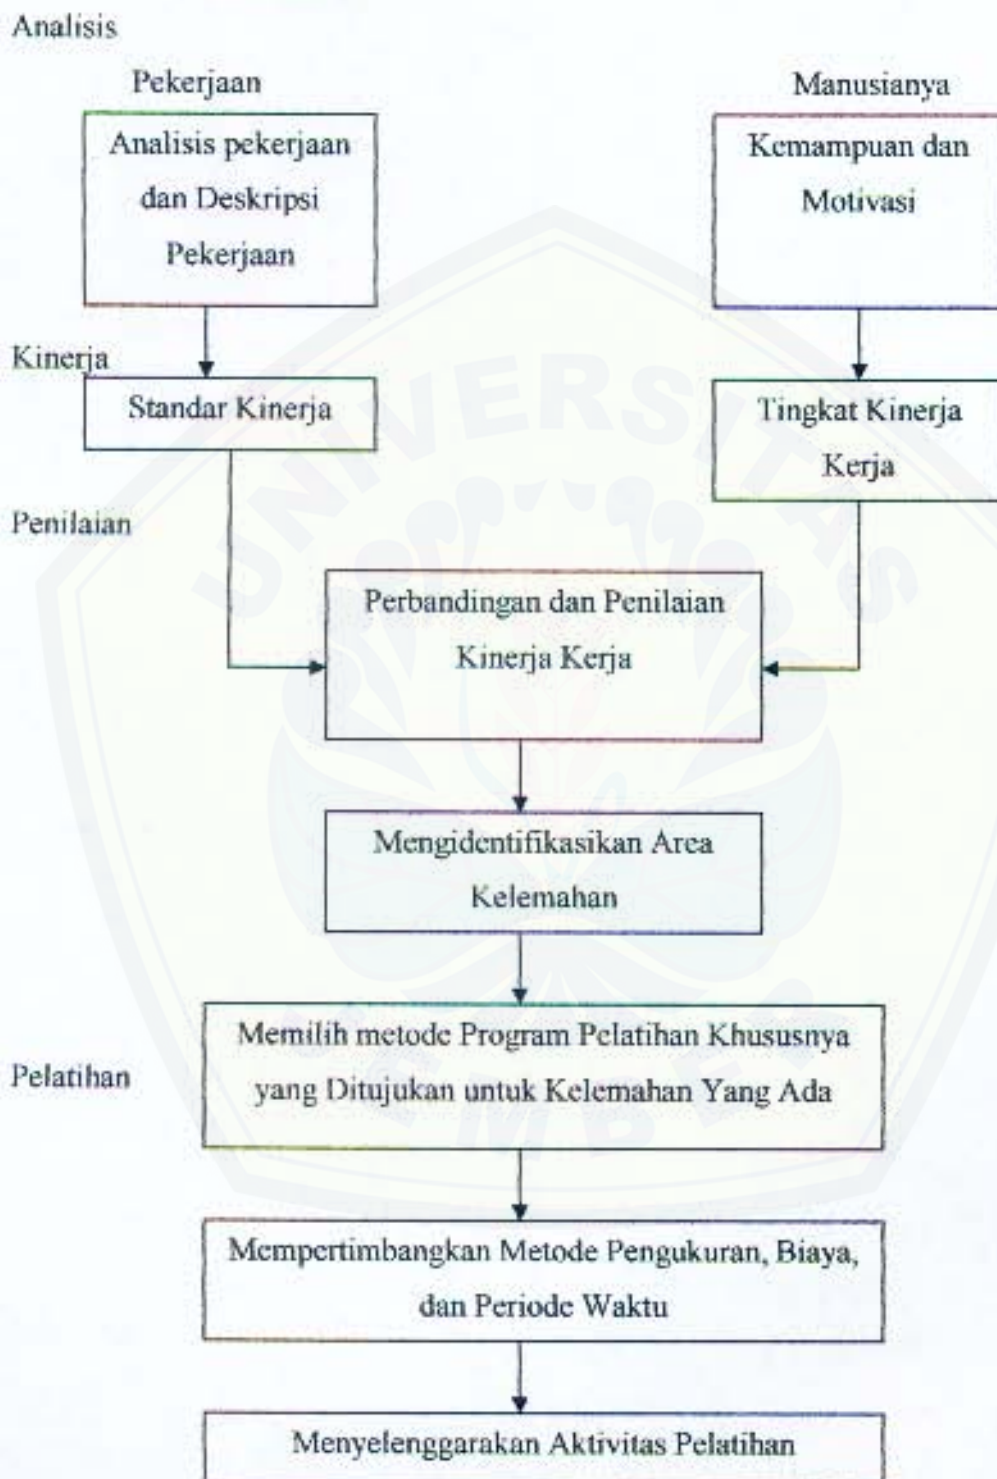 Analisis
Pekerjaan
Manusianya
Analisis pekerjaan
dan Deskripsi
Pekerjaan
Kemampuan dan
Motivasi
Kinerja
Standar Kinerja
Tingkat Kinerja
Kerja
Penilaian
Perbandingan dan Penilaian
Kinerja Kerja
Mengidentifikasikan Area
Kelemahan
Pelatihan
Memilih metode Program Pelatihan Khususnya
yang Ditujukan untuk Kelemahan Yang Ada
Mempertimbangkan Metode Pengukuran, Biaya,
dan Periode Waktu
Menyelenggarakan Aktivitas Pelatihan
UNIVERSITAS
JEMBER